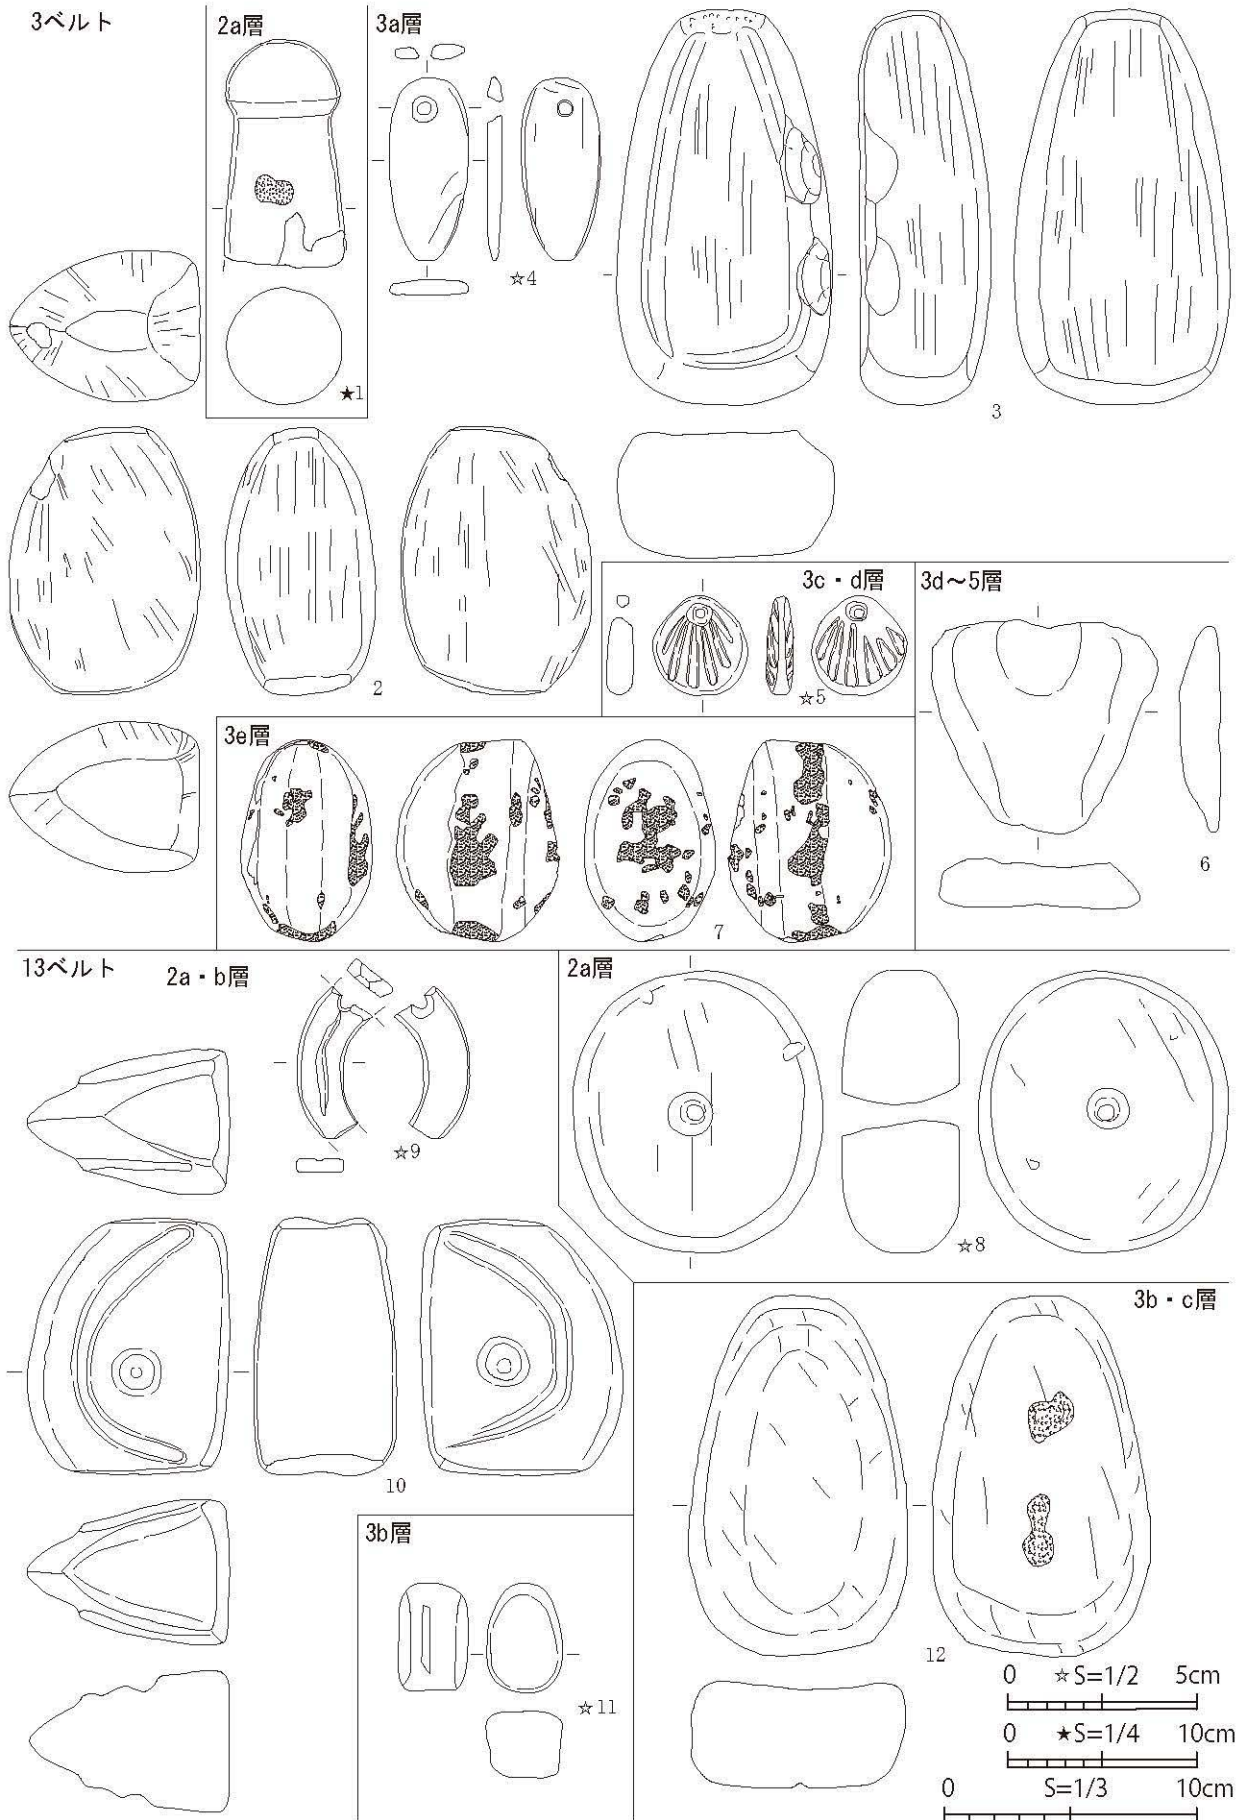 3ベルト
2a層
★1
3a層
☆4
3
2
3c・d層
☆5
3d〜5層
6
3e層
7
13ベルト
2a・b層
☆9
10
2a層
☆8
3b層
☆11
3b・c層
12
0 ☆S=1/2 5cm
0 ★S=1/4 10cm
0 S=1/3 10cm